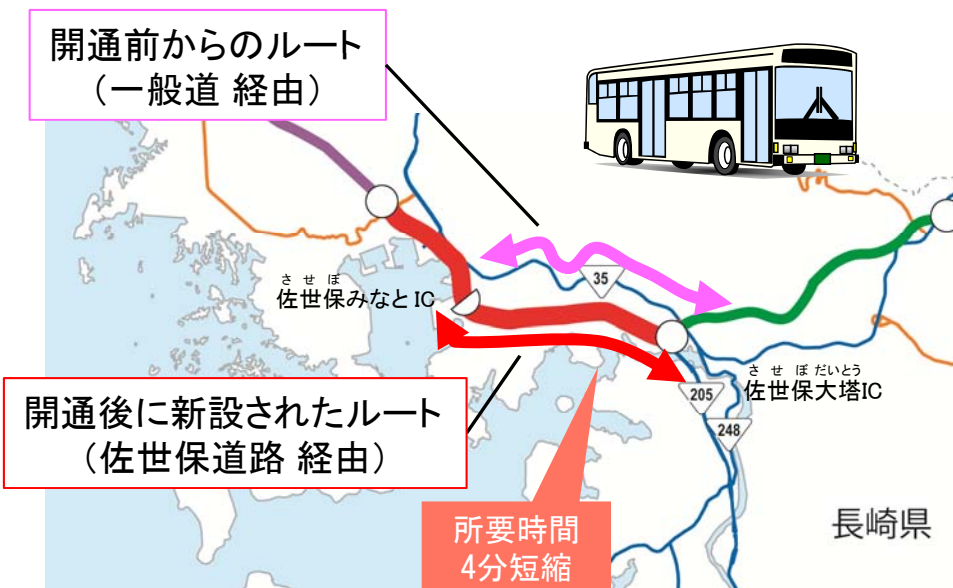 開通前からのルート
（一般道 経由）
35
させぼ
佐世保みなとIC
させぼだいとう
佐世保大塔IC
205
248
開通後に新設されたルート
（佐世保道路 経由）
所要時間
4分短縮
長崎県